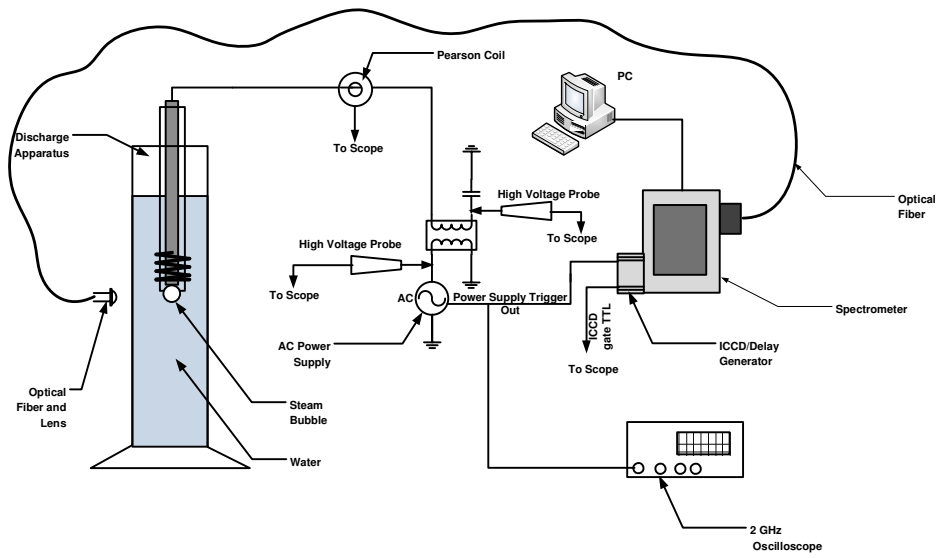 Pearson Coil
PC
To Scope
Discharge
Apparatus
High Voltage Probe
To Scope
Optical
Fiber
High Voltage Probe
To Scope
AC
Power Supply Trigger
Out
ICCD
gate TTL
Spectrometer
AC Power
Supply
ICCD/Delay
Generator
To Scope
Optical
Fiber and
Lens
Steam
Bubble
Water
2 GHz
Oscilloscope